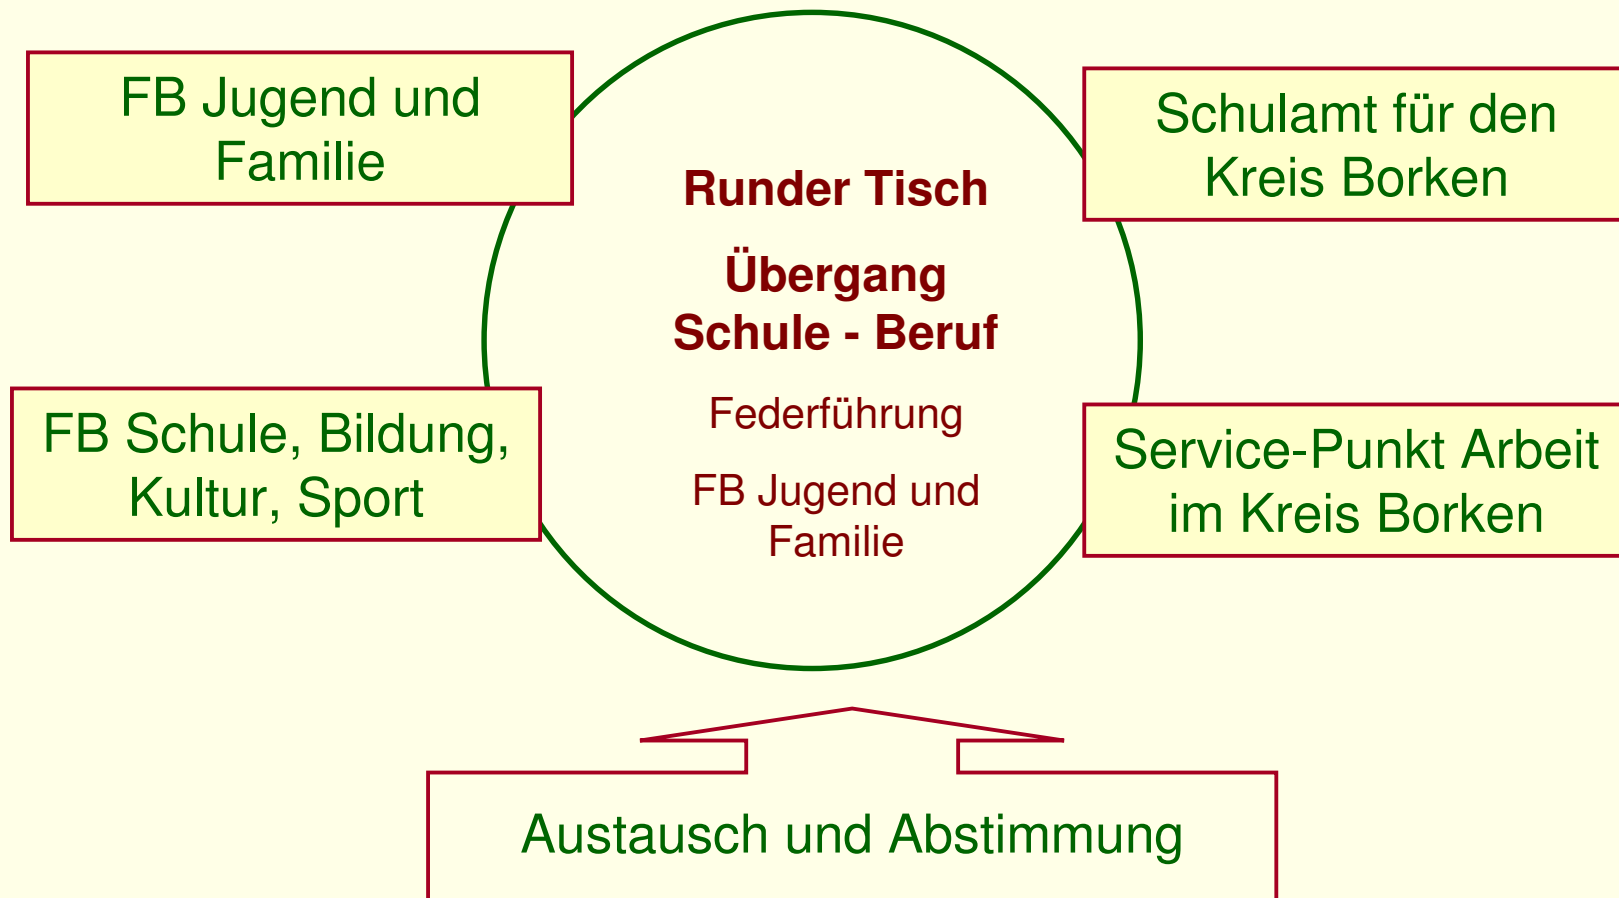 FB Jugend und
Familie
Schulamt für den
Kreis Borken
Runder Tisch
Übergang
Schule - Beruf
Federführung
FB Jugend und
Familie
FB Schule, Bildung,
Kultur, Sport
Service-Punkt Arbeit
im Kreis Borken
Austausch und Abstimmung